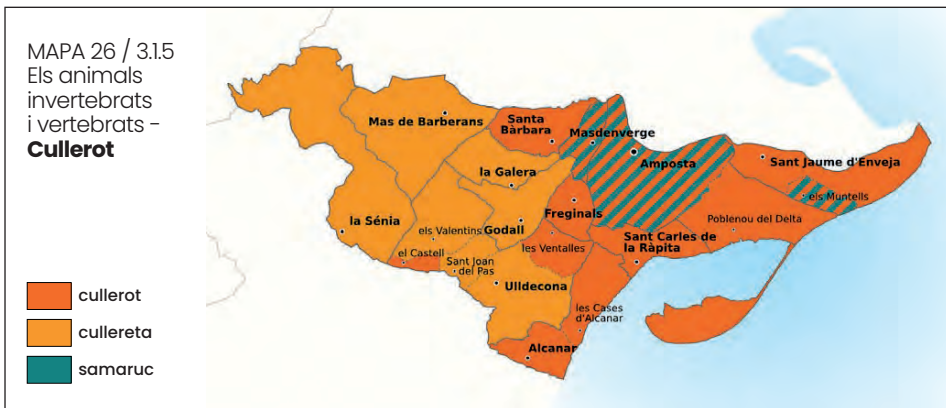 MAPA 26 / 3.1.5
Els animals
invertebrats
i vertebrats -
Cullerot
Mas de Barberans
Santa
Bàrbara
Masdenverge
Amposta
Sant Jaume d'Enveja
la Galera
els Muntells
Freginals
la Sénia
els Valentins
Godall
Poblenou del Delta
les Ventalles
Sant Carles de
la Ràpita
el Castell
Sant Joan
del Pas
Ulldecona
les Cases
d'Alcanar
Alcanar
cullerot
cullereta
samaruc